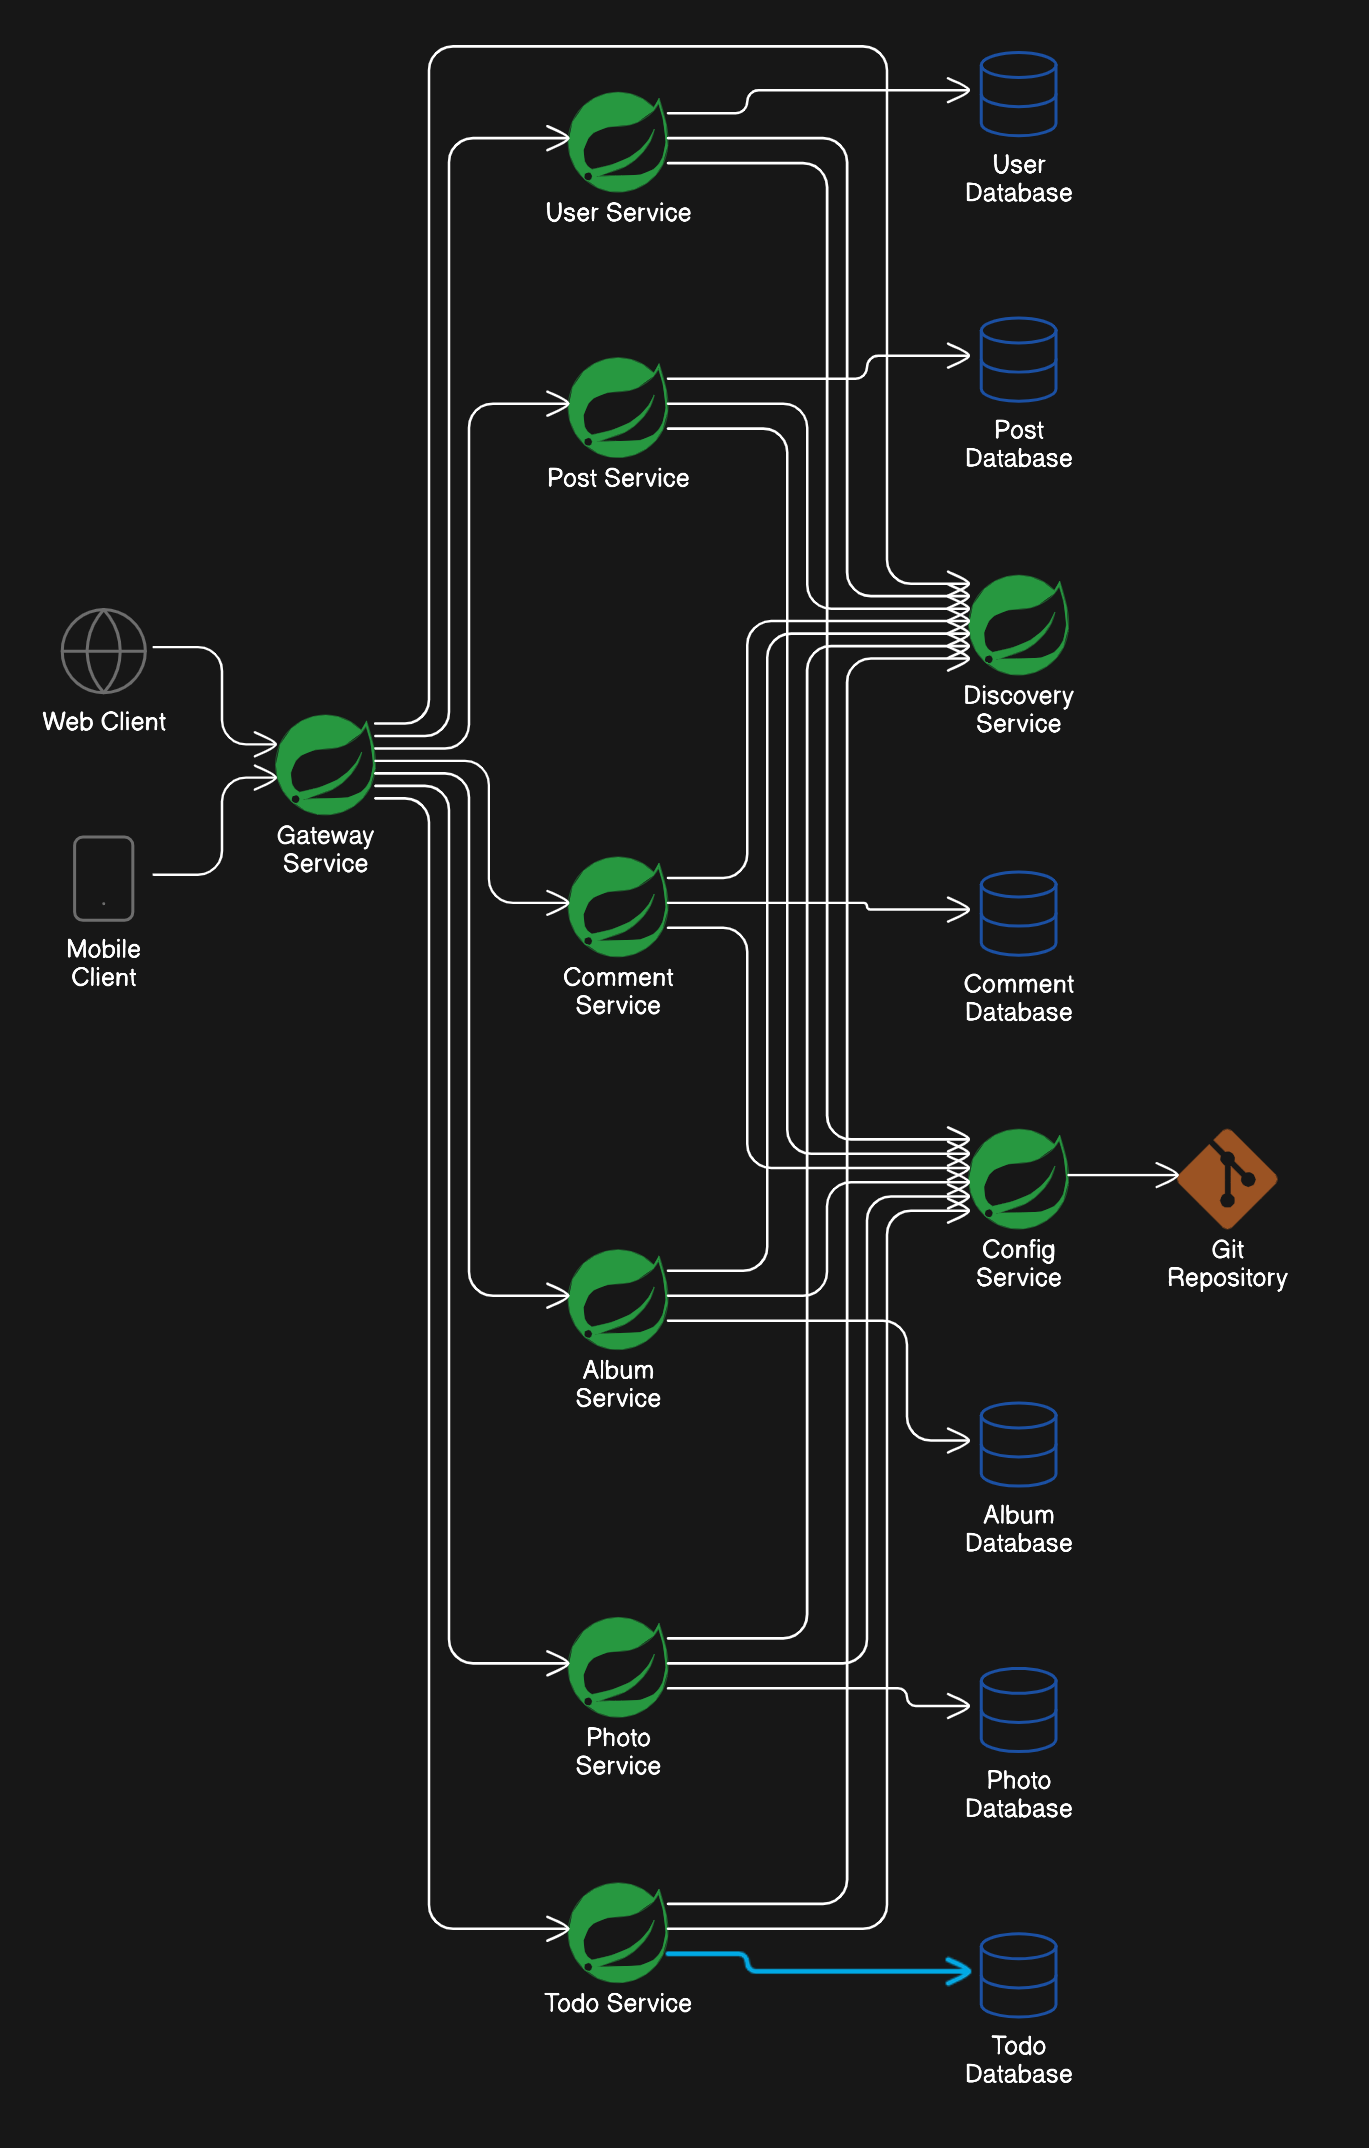 User
Database
User Service
Post
Database
Post Service
Discovery
Service
Web Client
Gateway
Service
Mobile
Client
Comment
Service
Comment
Database
Config
Service
Git
Repository
Album
Service
Album
Database
Photo
Service
Photo
Database
Todo Service
Todo
Database